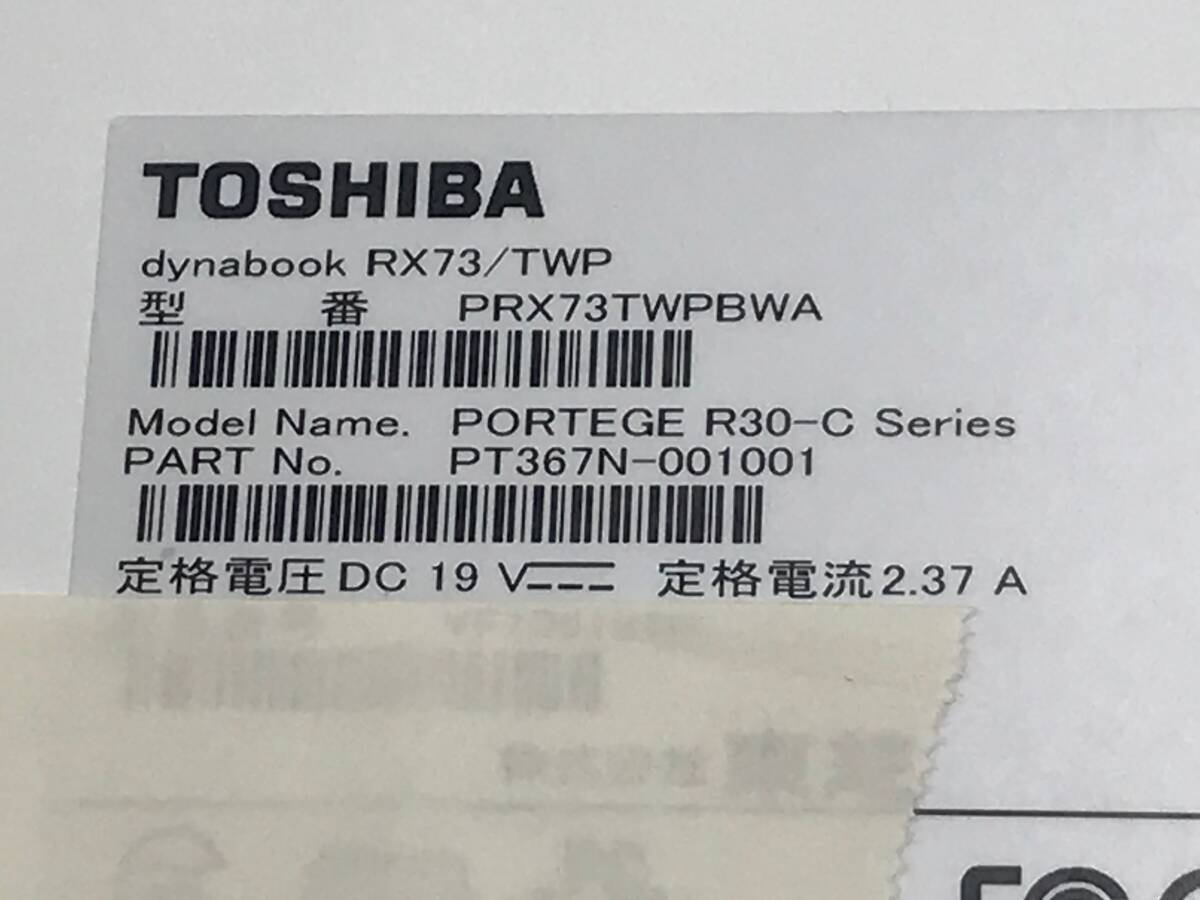 TOSHIBA
dynabook RX73/TWP
型 番 PRX73TWPBWA
Model Name. PORTEGE R30-C Series
PART No. PT367N-001001
定格電圧 DC 19 V 定格電流 2.37 A